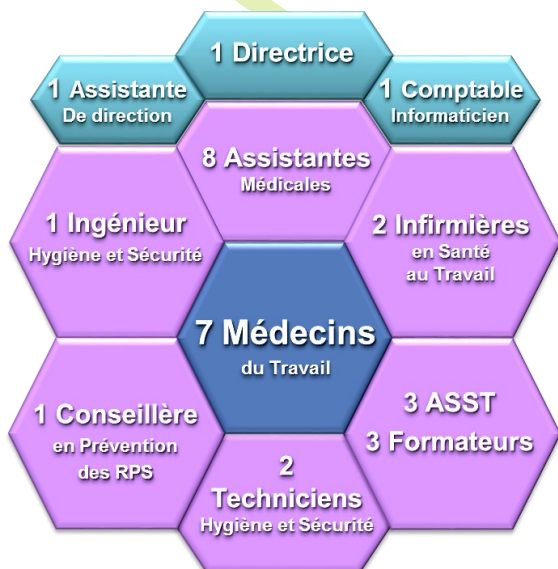 1 Directrice
1 Assistante
De direction
1 Comptable
Informaticien
8 Assistantes
Médicales
1 Ingénieur
Hygiène et Sécurité
2 Infirmières
en Santé
au Travail
7 Médecins
du Travail
1 Conseillère
en Prévention
des RPS
3 ASST
3 Formateurs
2
Techniciens
Hygiène et Sécurité